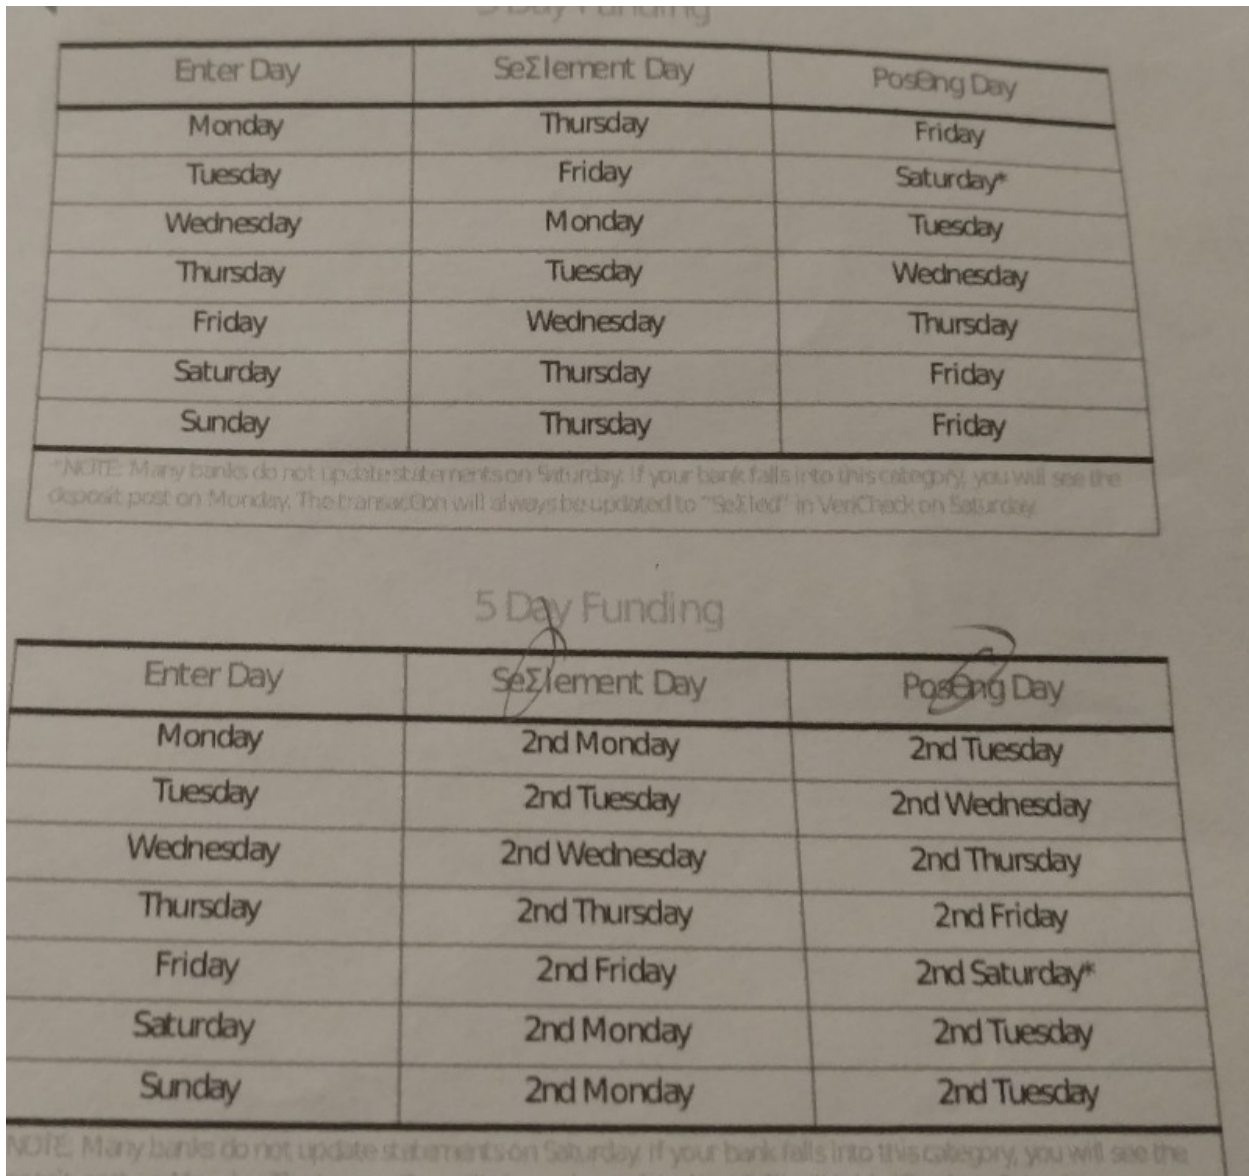 3 Day Funding
Enter Day SeΣlement Day PosƟng Day
Monday Thursday Friday
Tuesday Friday Saturday*
Wednesday Monday Tuesday
Thursday Tuesday Wednesday
Friday Wednesday Thursday
Saturday Thursday Friday
Sunday Thursday Friday
*NOTE: Many banks do not update statements on Saturday. If your bank falls into this category, you will see the
deposit post on Monday. The transacƟon will always be updated to "SeΣled" in VeriCheck on Saturday.
5 Day Funding
Enter Day SeΣlement Day PosƟng Day
Monday 2nd Monday 2nd Tuesday
Tuesday 2nd Tuesday 2nd Wednesday
Wednesday 2nd Wednesday 2nd Thursday
Thursday 2nd Thursday 2nd Friday
Friday 2nd Friday 2nd Saturday*
Saturday 2nd Monday 2nd Tuesday
Sunday 2nd Monday 2nd Tuesday
NOTE: Many banks do not update statements on Saturday. If your bank falls into this category, you will see the